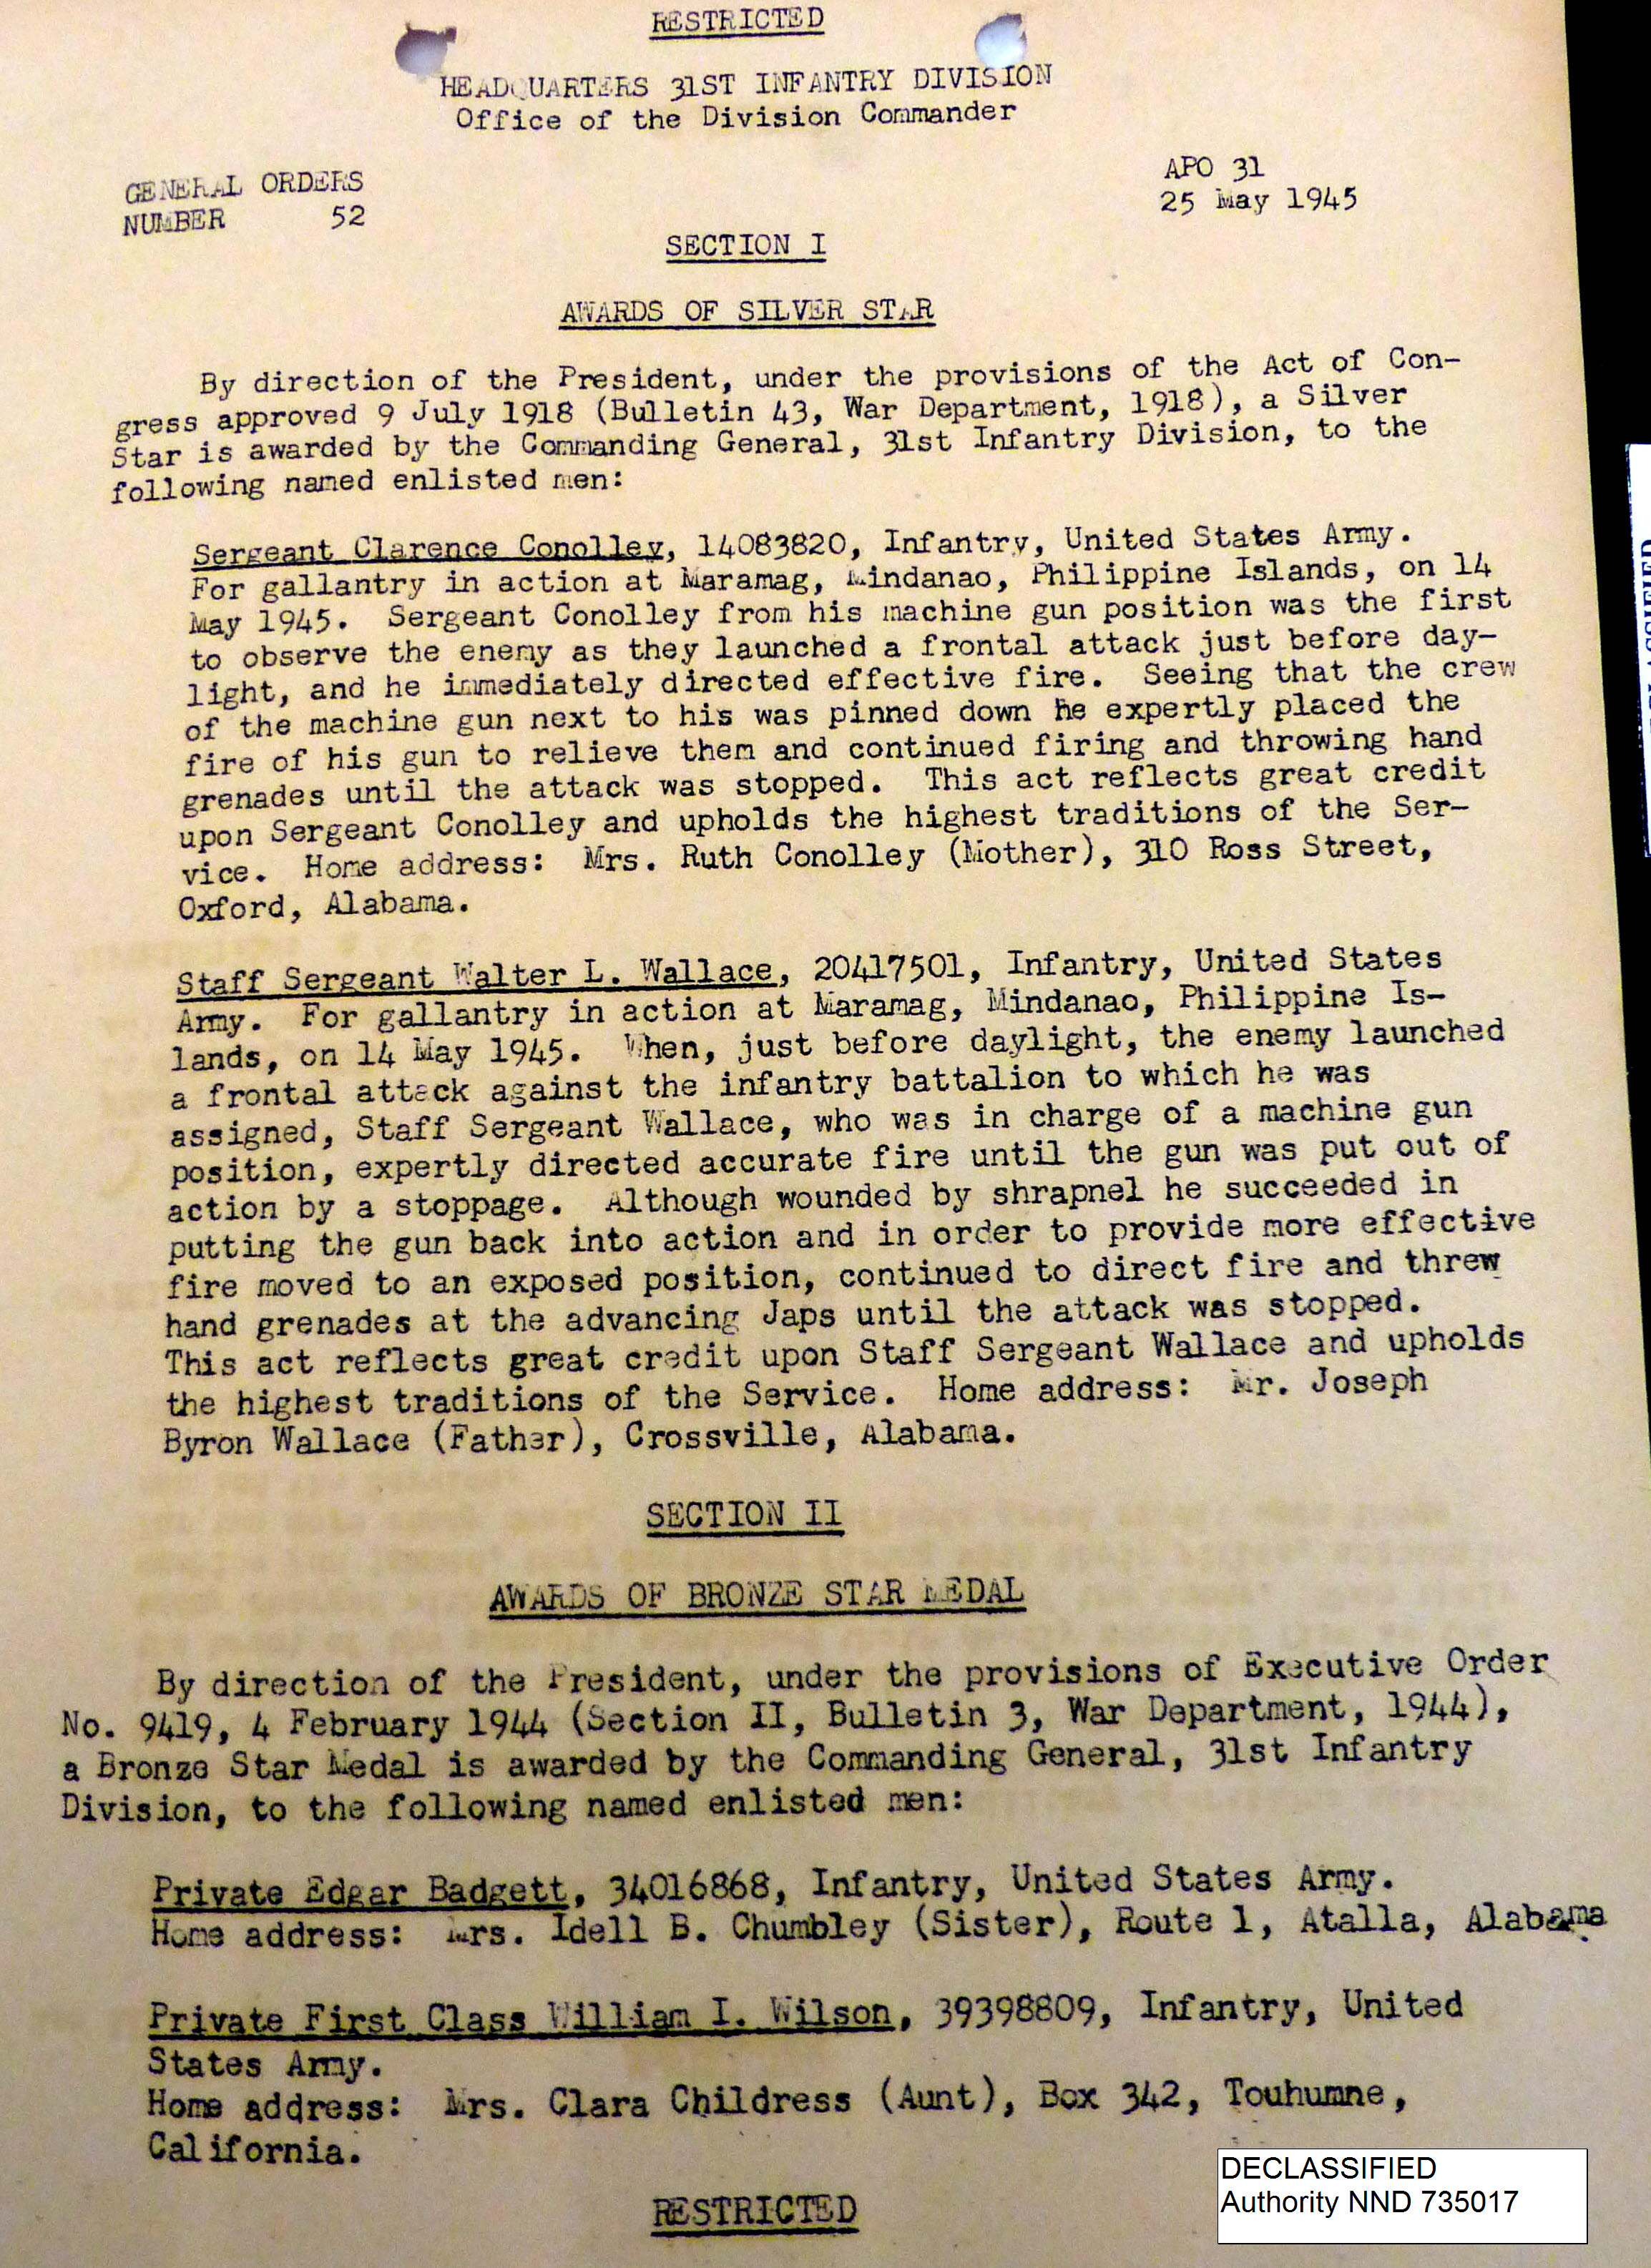 RESTRICTED
HEADQUARTERS 31ST INFANTRY DIVISION
Office of the Division Commander
GENERAL ORDERS
NUMBER 52
APO 31
25 May 1945
SECTION I
AWARDS OF SILVER STAR
By direction of the President, under the provisions of the Act of Con-
gress approved 9 July 1918 (Bulletin 43, War Department, 1918), a Silver
Star is awarded by the Commanding General, 31st Infantry Division, to the
following named enlisted men:
Sergeant Clarence Conolley, 14083820, Infantry, United States Army.
For gallantry in action at Maramag, Mindanao, Philippine Islands, on 14
May 1945. Sergeant Conolley from his machine gun position was the first
to observe the enemy as they launched a frontal attack just before day-
light, and he immediately directed effective fire. Seeing that the crew
of the machine gun next to his was pinned down he expertly placed the
fire of his gun to relieve them and continued firing and throwing hand
grenades until the attack was stopped. This act reflects great credit
upon Sergeant Conolley and upholds the highest traditions of the Ser-
vice. Home address: Mrs. Ruth Conolley (Mother), 310 Ross Street,
Oxford, Alabama.
Staff Sergeant Walter L. Wallace, 20417501, Infantry, United States
Army. For gallantry in action at Maramag, Mindanao, Philippine Is-
lands, on 14 May 1945. When, just before daylight, the enemy launched
a frontal attack against the infantry battalion to which he was
assigned, Staff Sergeant Wallace, who was in charge of a machine gun
position, expertly directed accurate fire until the gun was put out of
action by a stoppage. Although wounded by shrapnel he succeeded in
putting the gun back into action and in order to provide more effective
fire moved to an exposed position, continued to direct fire and threw
hand grenades at the advancing Japs until the attack was stopped.
This act reflects great credit upon Staff Sergeant Wallace and upholds
the highest traditions of the Service. Home address: Mr. Joseph
Byron Wallace (Father), Crossville, Alabama.
SECTION II
AWARDS OF BRONZE STAR MEDAL
By direction of the President, under the provisions of Executive Order
No. 9419, 4 February 1944 (Section II, Bulletin 3, War Department, 1944),
a Bronze Star Medal is awarded by the Commanding General, 31st Infantry
Division, to the following named enlisted men:
Private Edgar Badgett, 34016868, Infantry, United States Army.
Home address: Mrs. Idell B. Chumbley (Sister), Route 1, Atalla, Alabama.
Private First Class William I. Wilson, 39398809, Infantry, United
States Army.
Home address: Mrs. Clara Childress (Aunt), Box 342, Touhumne,
California.
RESTRICTED
DECLASSIFIED
Authority NND 735017